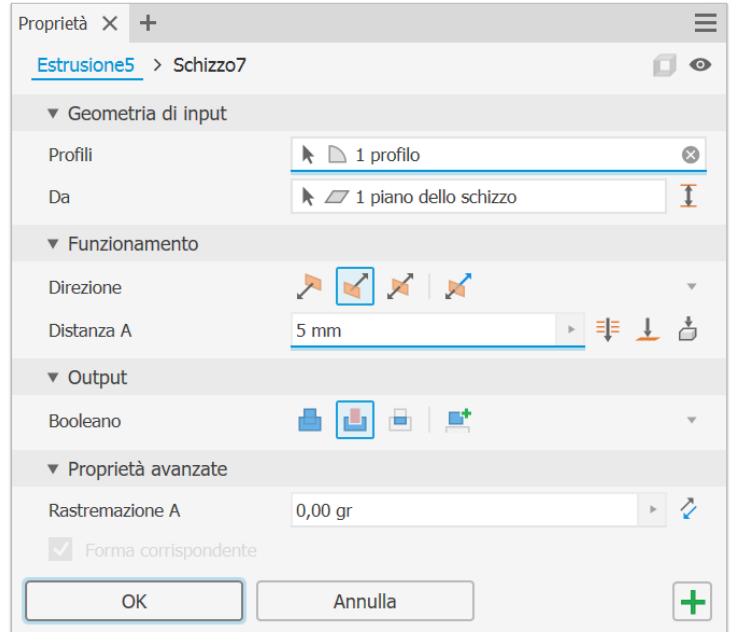 Proprietà
Estrusione5 > Schizzo7
Geometria di input
Profili 1 profilo
Da 1 piano dello schizzo
Funzionamento
Direzione
Distanza A 5 mm
Output
Booleano
Proprietà avanzate
Rastremazione A 0,00 gr
Forma corrispondente
OK Annulla